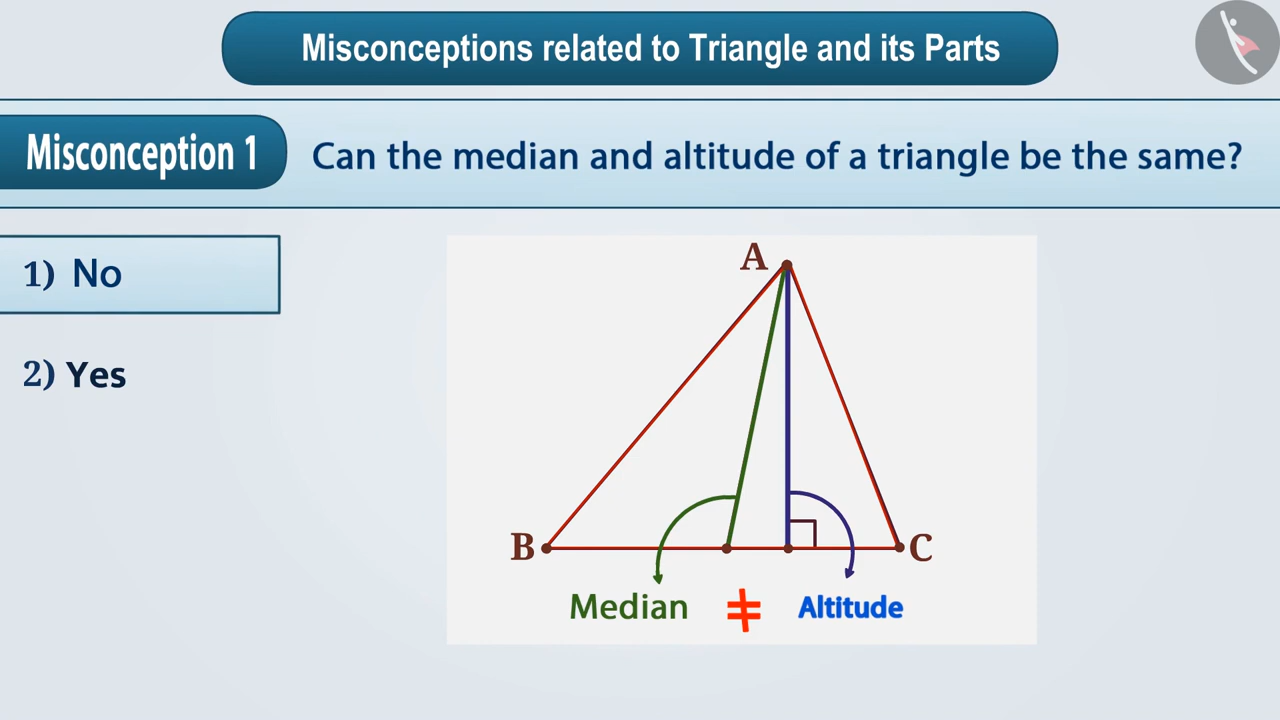 Misconceptions related to Triangle and its Parts
Misconception 1
Can the median and altitude of a triangle be the same?
1) No
2) Yes
A
B
C
Median ≠ Altitude